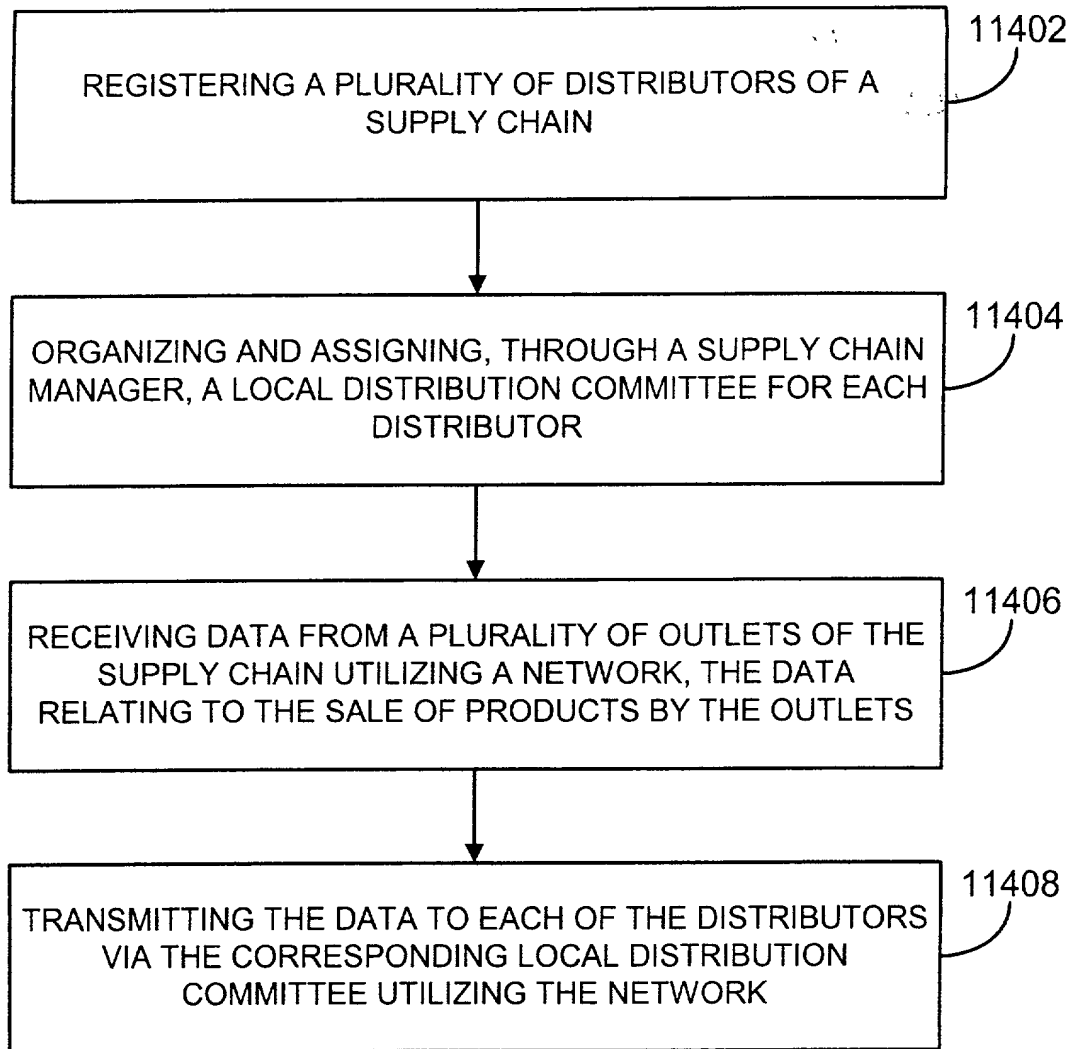 11402
REGISTERING A PLURALITY OF DISTRIBUTORS OF A
SUPPLY CHAIN
11404
ORGANIZING AND ASSIGNING, THROUGH A SUPPLY CHAIN
MANAGER, A LOCAL DISTRIBUTION COMMITTEE FOR EACH
DISTRIBUTOR
11406
RECEIVING DATA FROM A PLURALITY OF OUTLETS OF THE
SUPPLY CHAIN UTILIZING A NETWORK, THE DATA
RELATING TO THE SALE OF PRODUCTS BY THE OUTLETS
11408
TRANSMITTING THE DATA TO EACH OF THE DISTRIBUTORS
VIA THE CORRESPONDING LOCAL DISTRIBUTION
COMMITTEE UTILIZING THE NETWORK